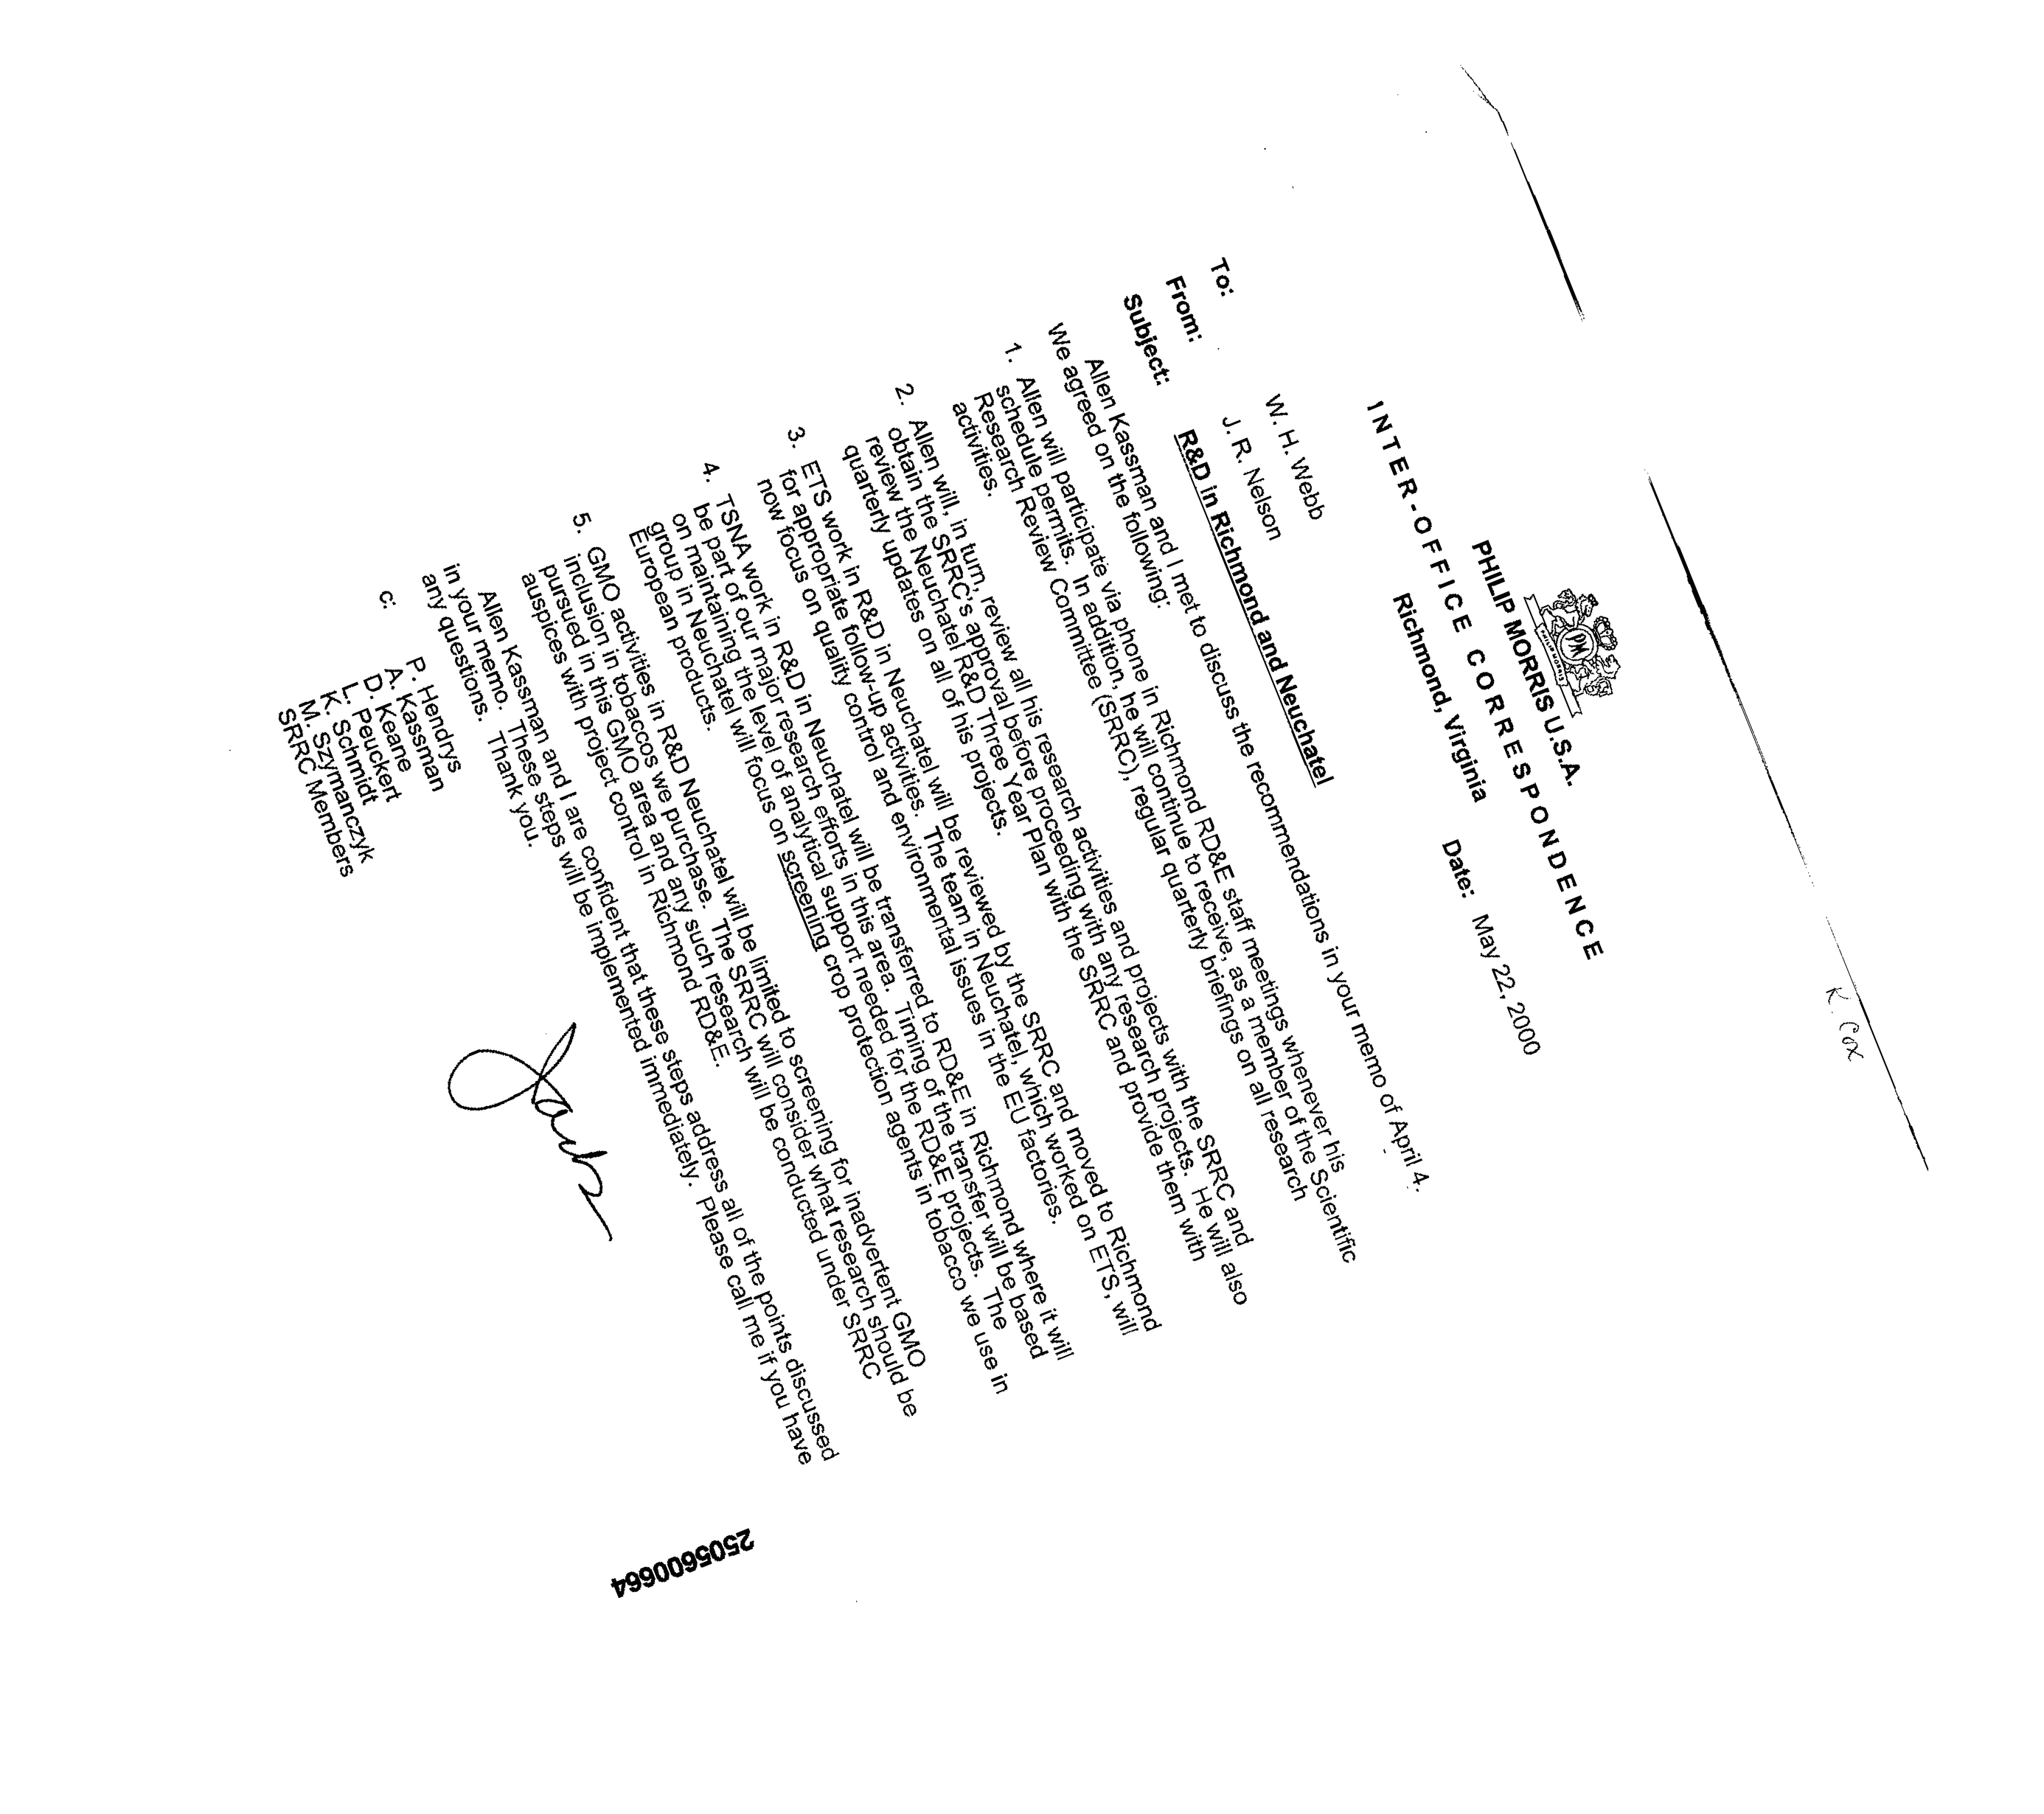 K. Cox
PHILIP MORRIS
PHILIP MORRIS U.S.A.
INTER-OFFICE CORRESPONDENCE
Richmond, Virginia
To: W. H. Webb Date: May 22, 2000
From: J. R. Nelson
Subject: R&D in Richmond and Neuchatel
Allen Kassman and I met to discuss the recommendations in your memo of April 4.
We agreed on the following:
1. Allen will participate via phone in Richmond RD&E staff meetings whenever his
schedule permits. In addition, he will continue to receive, as a member of the Scientific
Research Review Committee (SRRC), regular quarterly briefings on all research
activities.
2. Allen will, in turn, review all his research activities and projects with the SRRC and
obtain the SRRC's approval before proceeding with any research projects. He will also
review the Neuchatel R&D Three Year Plan with the SRRC and provide them with
quarterly updates on all of his projects.
3. ETS work in R&D in Neuchatel will be reviewed by the SRRC and moved to Richmond
for appropriate follow-up activities. The team in Neuchatel, which worked on ETS, will
now focus on quality control and environmental issues in the EU factories.
4. TSNA work in R&D in Neuchatel will be transferred to RD&E in Richmond where it will
be part of our major research efforts in this area. Timing of the transfer will be based
on maintaining the level of analytical support needed for the RD&E projects. The
group in Neuchatel will focus on screening crop protection agents in tobacco we use in
European products.
5. GMO activities in R&D Neuchatel will be limited to screening for inadvertent GMO
inclusion in tobaccos we purchase. The SRRC will consider what research should be
pursued in this GMO area and any such research will be conducted under SRRC
auspices with project control in Richmond RD&E.
Allen Kassman and I are confident that these steps address all of the points discussed
in your memo. These steps will be implemented immediately. Please call me if you have
any questions. Thank you.
c: P. Hendrys
A. Kassman
D. Keane
L. Peuckert
K. Schmidt
M. Szymanczyk
SRRC Members
2505600664